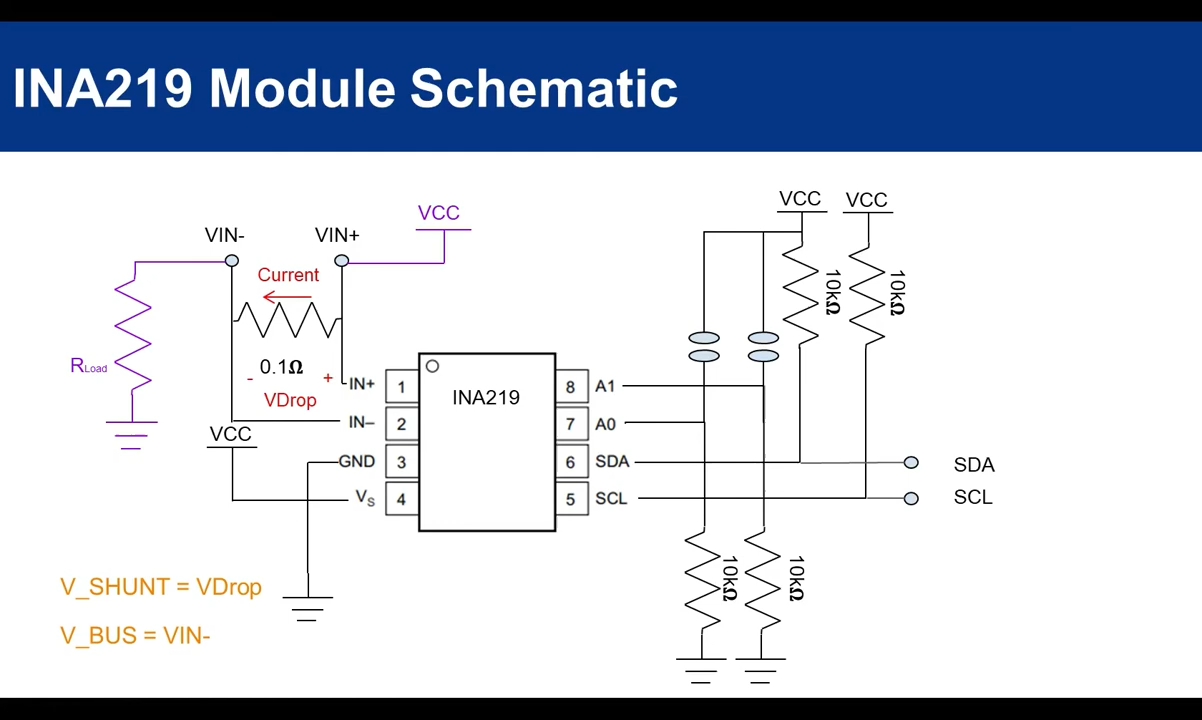 INA219 Module Schematic
VCC
VCC
VCC
VIN-
VIN+
Current
10kΩ
10kΩ
0.1Ω
RLoad
- +
VDrop
IN+
1
INA219
8
A1
IN–
2
7
A0
VCC
GND
3
6
SDA
SDA
VS
4
5
SCL
SCL
10kΩ
10kΩ
V_SHUNT = VDrop
V_BUS = VIN-